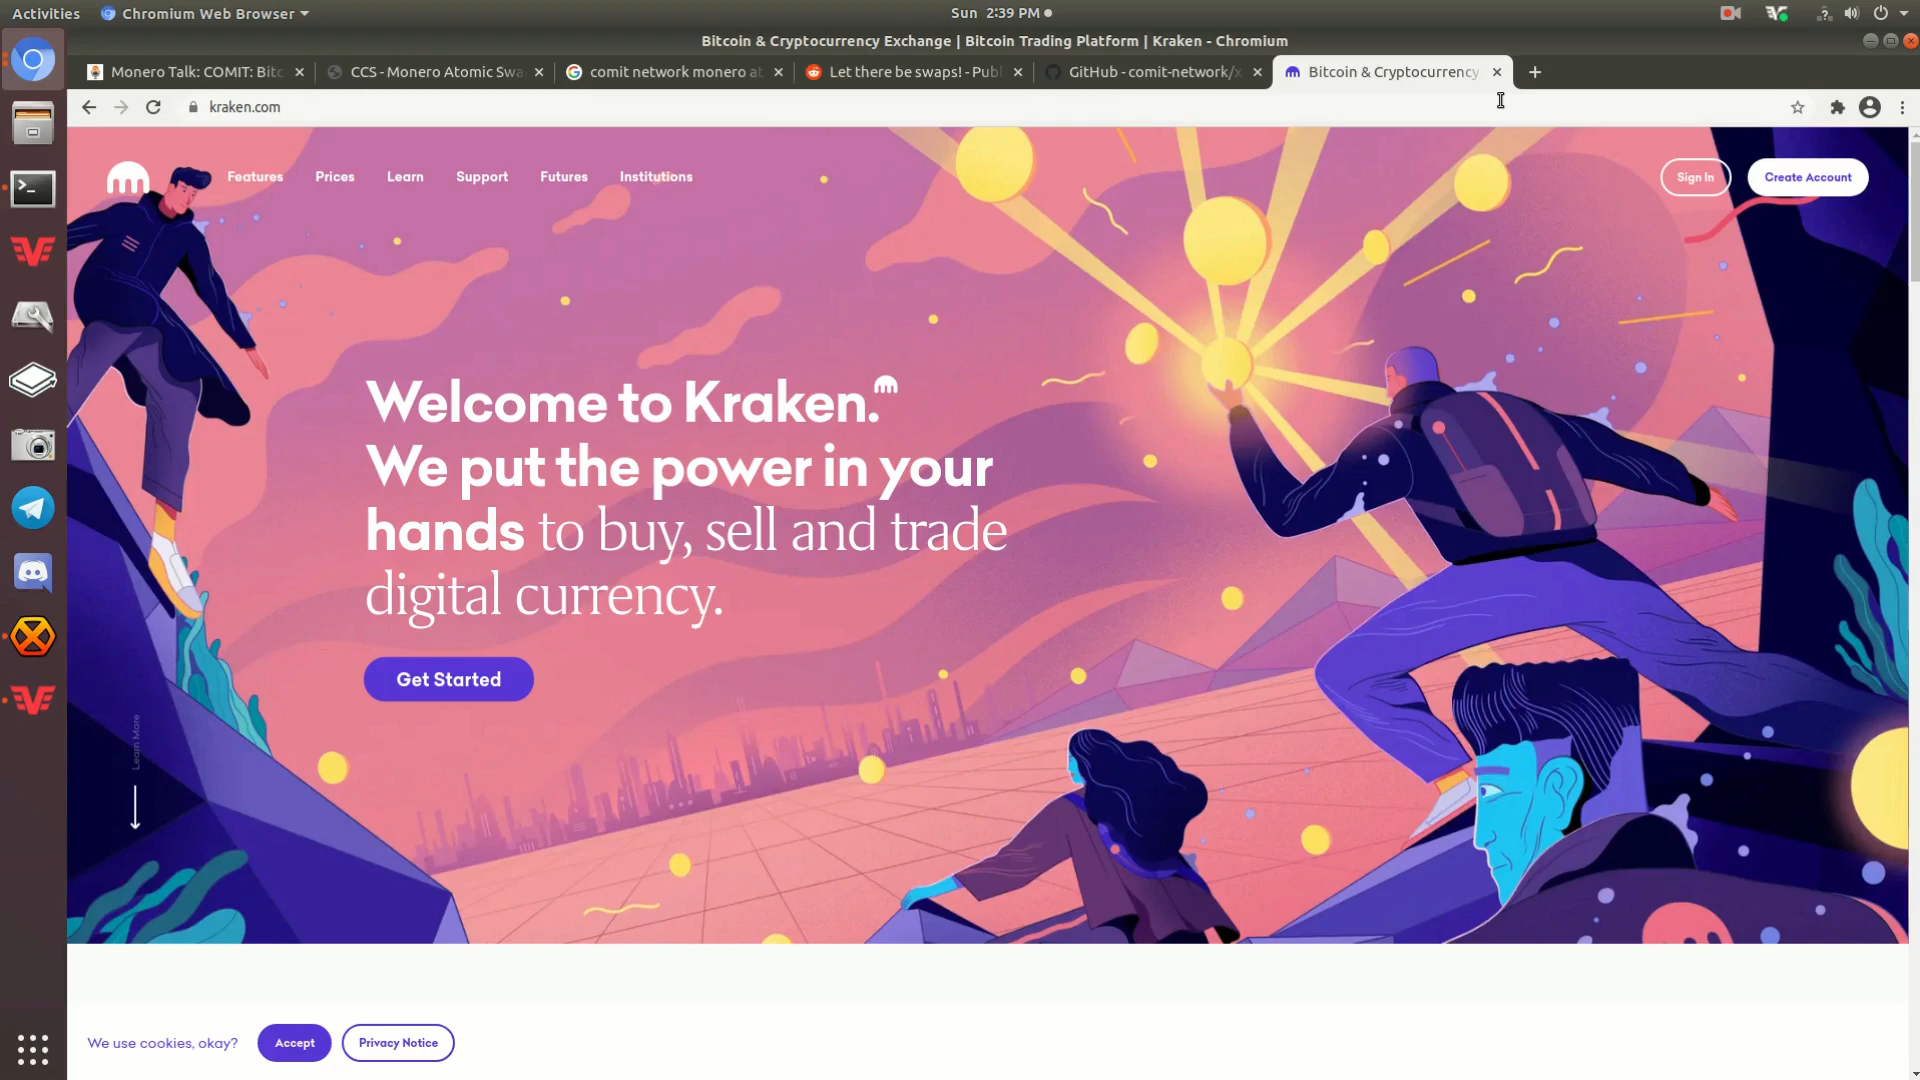 Activities
Chromium Web Browser
Sun 2:39 PM
Bitcoin & Cryptocurrency Exchange | Bitcoin Trading Platform | Kraken - Chromium
Monero Talk: COMIT: Bitc
CCS - Monero Atomic Swa
comit network monero at
Let there be swaps! - Publ
GitHub - comit-network/x
Bitcoin & Cryptocurrency
kraken.com
Features
Prices
Learn
Support
Futures
Institutions
Sign In
Create Account
Welcome to Kraken.
We put the power in your
hands to buy, sell and trade
digital currency.
Get Started
Learn More
We use cookies, okay?
Accept
Privacy Notice